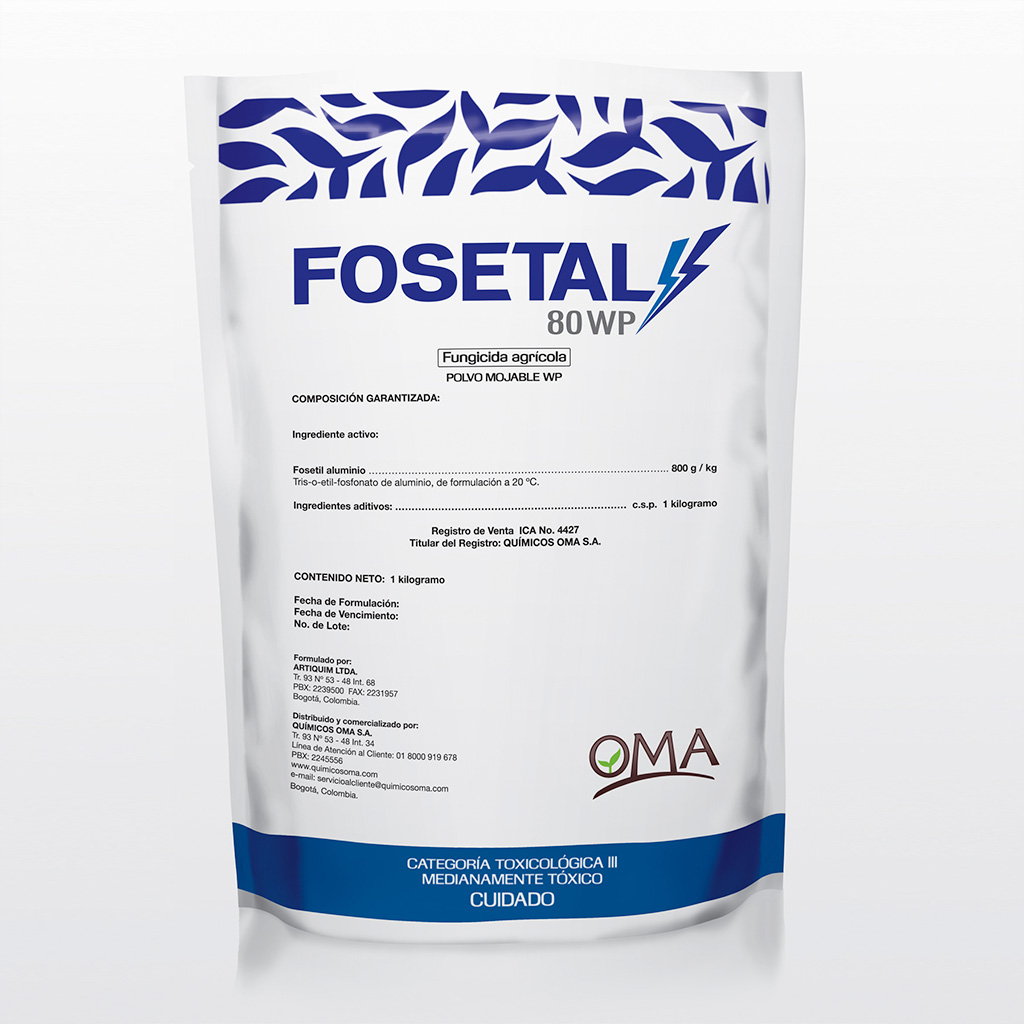 FOSETAL
80 WP
Fungicida agrícola
POLVO MOJABLE WP
COMPOSICIÓN GARANTIZADA:
Ingrediente activo:
Fosetil aluminio ................................................................ 800 g / kg
Tris-o-etil-fosfonato de aluminio, de formulación a 20 ºC.
Ingredientes aditivos: ................................................................ c.s.p. 1 kilogramo
Registro de Venta ICA No. 4427
Titular del Registro: QUÍMICOS OMA S.A.
CONTENIDO NETO: 1 kilogramo
Fecha de Formulación:
Fecha de Vencimiento:
No. de Lote:
Formulado por:
ARTIQUIM LTDA.
Tr. 93 Nº 53 - 48 Int. 68
PBX: 2239500 FAX: 2231957
Bogotá, Colombia.
Distribuido y comercializado por:
QUÍMICOS OMA S.A.
Tr. 93 Nº 53 - 48 Int. 34
Línea de Atención al Cliente: 01 8000 919 678
PBX: 2245556
www.quimicosoma.com
e-mail: servicioalcliente@quimicosoma.com
Bogotá, Colombia.
OMA
CATEGORÍA TOXICOLÓGICA III
MEDIANAMENTE TÓXICO
CUIDADO